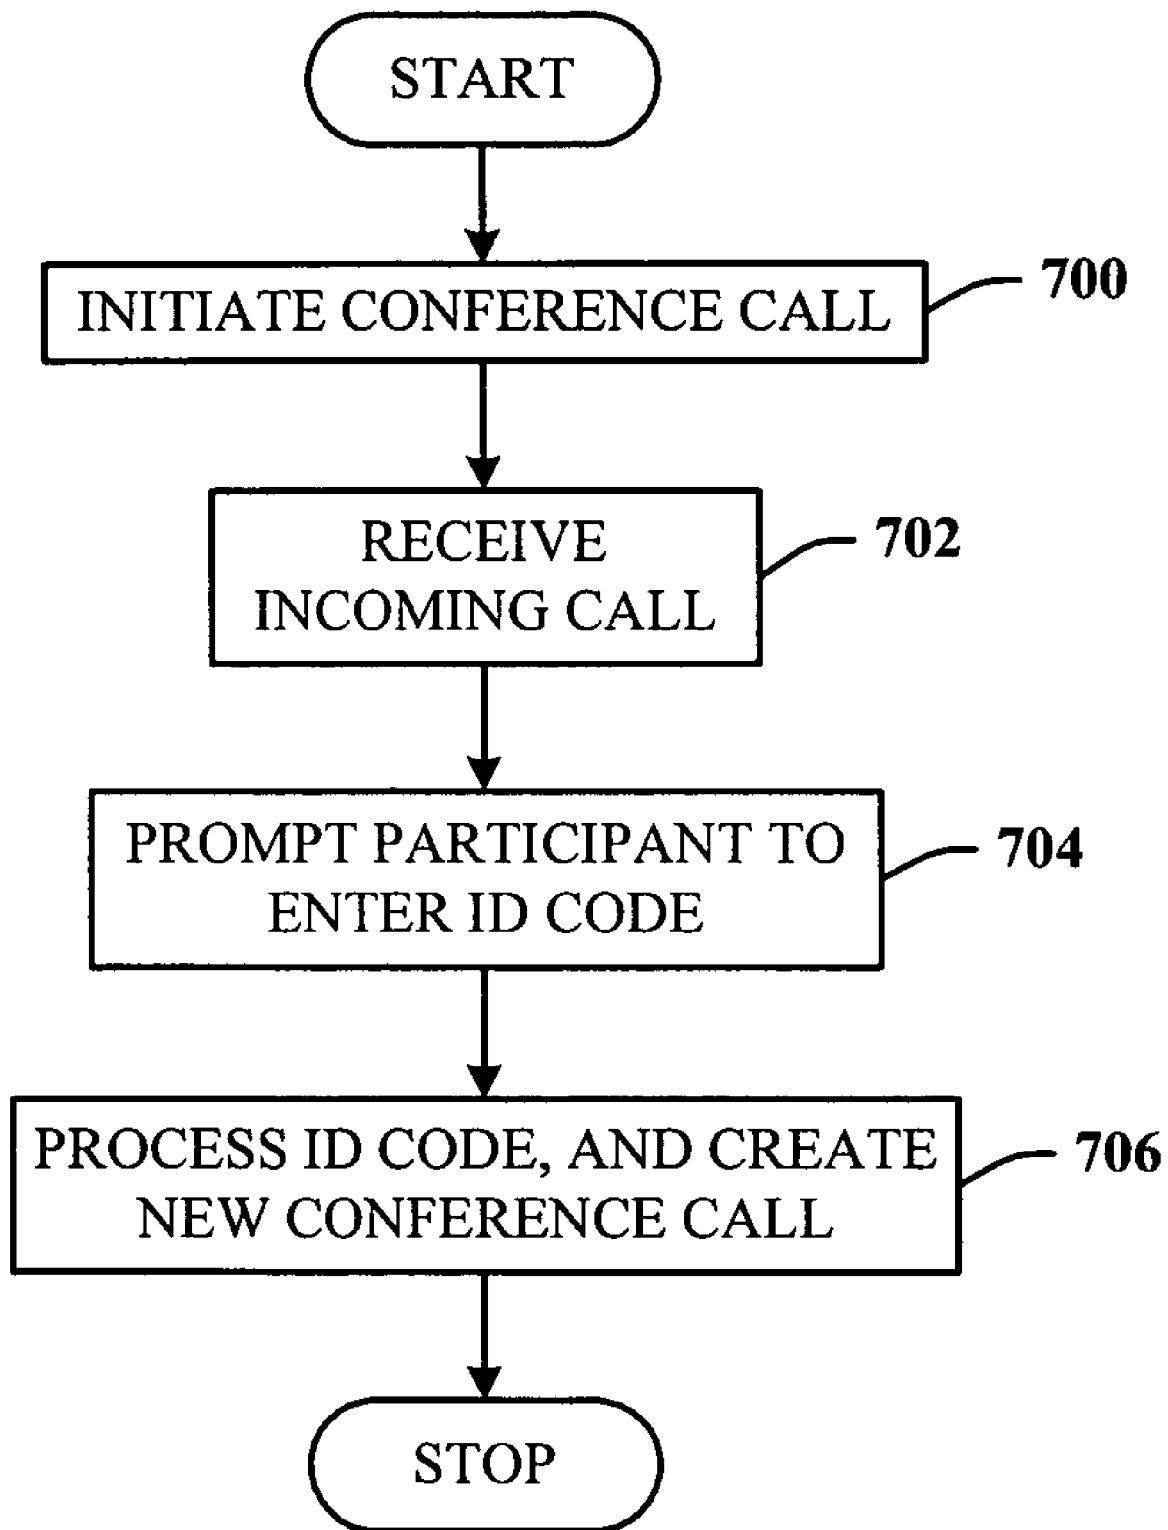 START
INITIATE CONFERENCE CALL
700
RECEIVE
INCOMING CALL
702
PROMPT PARTICIPANT TO
ENTER ID CODE
704
PROCESS ID CODE, AND CREATE
NEW CONFERENCE CALL
706
STOP